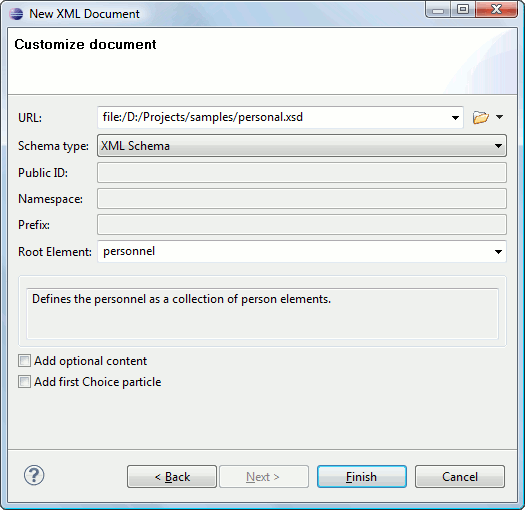 New XML Document
Customize document
URL: file:/D:/Projects/samples/personal.xsd
Schema type: XML Schema
Public ID:
Namespace:
Prefix:
Root Element: personnel
Defines the personnel as a collection of person elements.
Add optional content
Add first Choice particle
? < Back Next > Finish Cancel